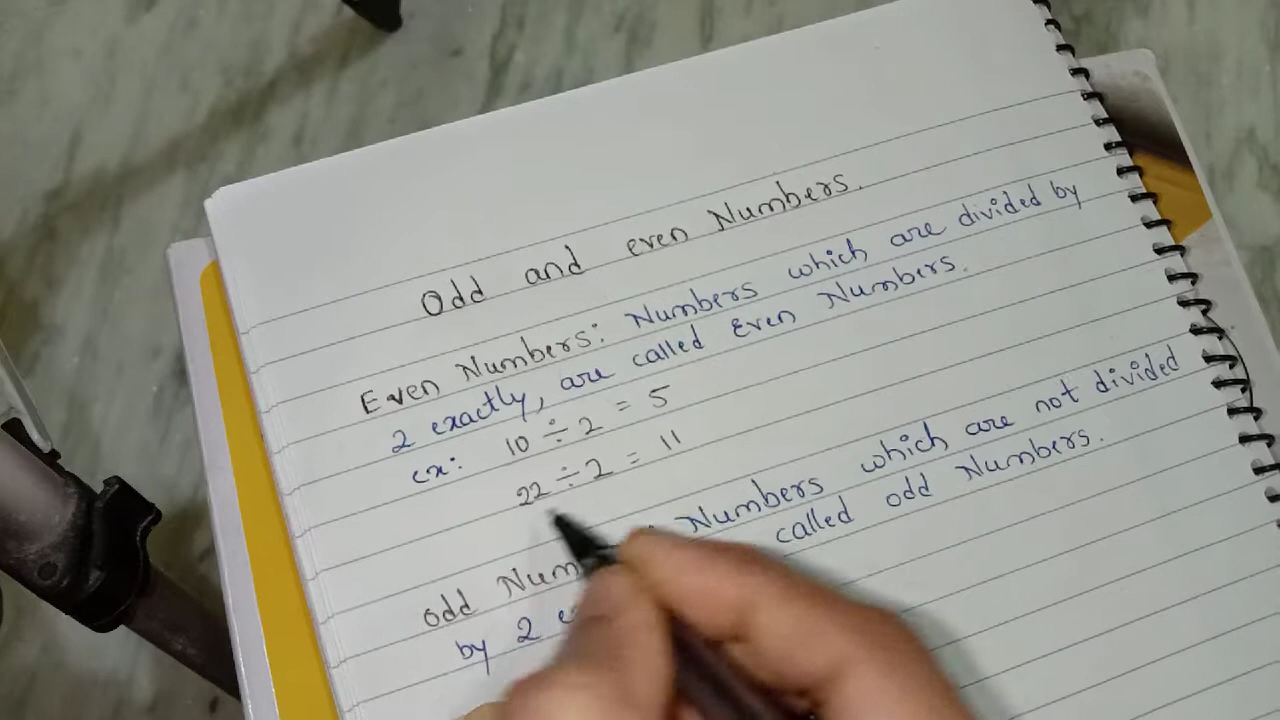 Odd and even Numbers.
Even Numbers: Numbers which are divided by
2 exactly, are called Even Numbers.
ex: 10 ÷ 2 = 5
22 ÷ 2 = 11
Odd Numbers which are not divided
by 2 called odd Numbers.